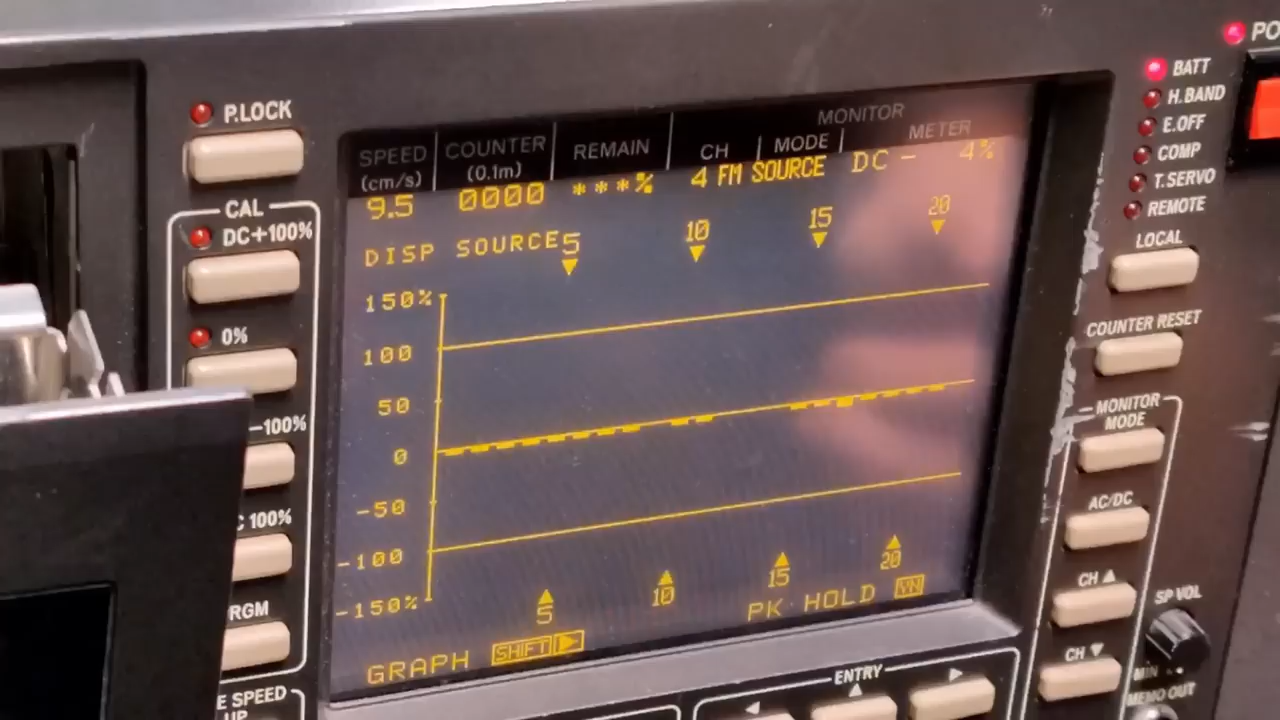 P.LOCK
CAL
DC+100%
0%
-100%
C 100%
RGM
E SPEED
UP
MONITOR
SPEED
COUNTER
REMAIN
CH
MODE
METER
(cm/s)
(0.1m)
9.5
0000
***%
4 FM SOURCE DC - 4%
DISP SOURCE
5
10
15
20
150%
100
50
0
-50
-100
-150%
5
10
15
20
PK HOLD VN
GRAPH SHIFT
ENTRY
PO
BATT
H.BAND
E.OFF
COMP
T.SERVO
REMOTE
LOCAL
COUNTER RESET
MONITOR
MODE
AC/DC
CH ▲
CH ▼
SP VOL
MIN
MEMO OUT